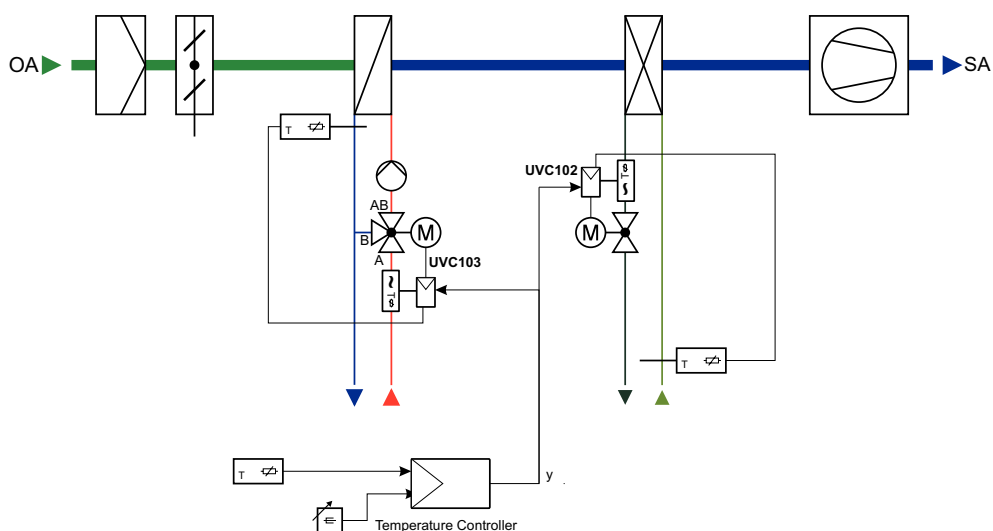 OA
SA
T
UVC102
T ϑ
AB
B
M
M
A
UVC103
T ϑ
T
T
y
Temperature Controller